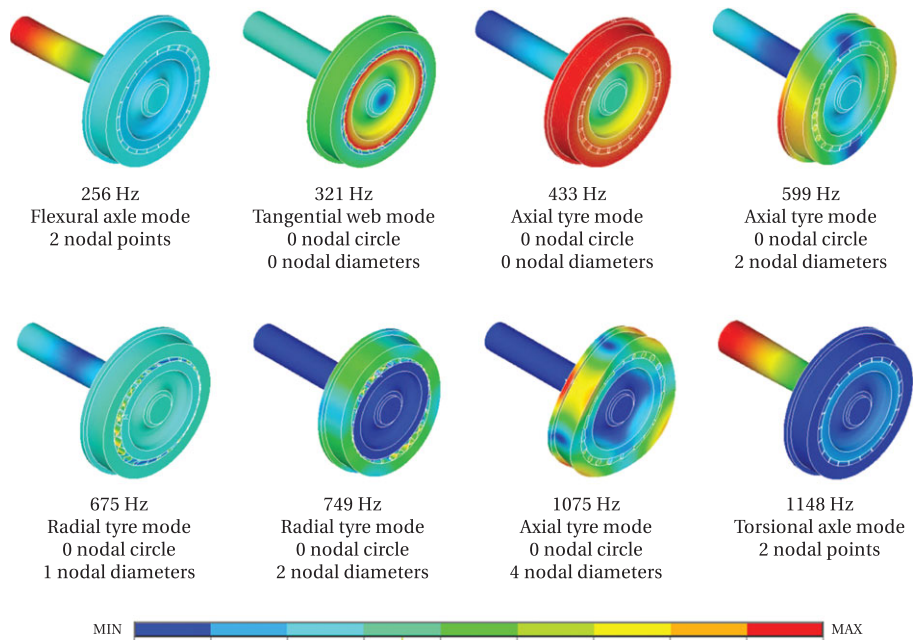 256 Hz
Flexural axle mode
2 nodal points
321 Hz
Tangential web mode
0 nodal circle
0 nodal diameters
433 Hz
Axial tyre mode
0 nodal circle
0 nodal diameters
599 Hz
Axial tyre mode
0 nodal circle
2 nodal diameters
675 Hz
Radial tyre mode
0 nodal circle
1 nodal diameters
749 Hz
Radial tyre mode
0 nodal circle
2 nodal diameters
1075 Hz
Axial tyre mode
0 nodal circle
4 nodal diameters
1148 Hz
Torsional axle mode
2 nodal points
MIN
MAX